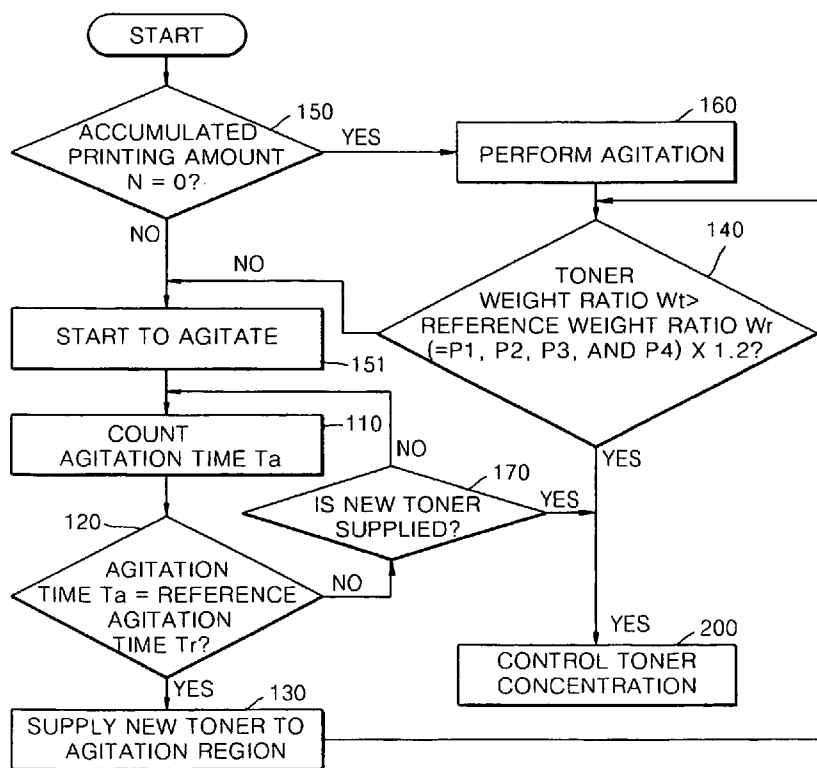 START
150
ACCUMULATED
PRINTING AMOUNT
N = 0?
YES
160
PERFORM AGITATION
NO
140
NO
TONER
WEIGHT RATIO Wt>
REFERENCE WEIGHT RATIO Wr
(=P1, P2, P3, AND P4) X 1.2?
START TO AGITATE
151
110
COUNT
AGITATION TIME Ta
NO
170
YES
IS NEW TONER
SUPPLIED?
YES
120
AGITATION
TIME Ta = REFERENCE
AGITATION
TIME Tr?
NO
YES
200
CONTROL TONER
CONCENTRATION
YES
130
SUPPLY NEW TONER TO
AGITATION REGION